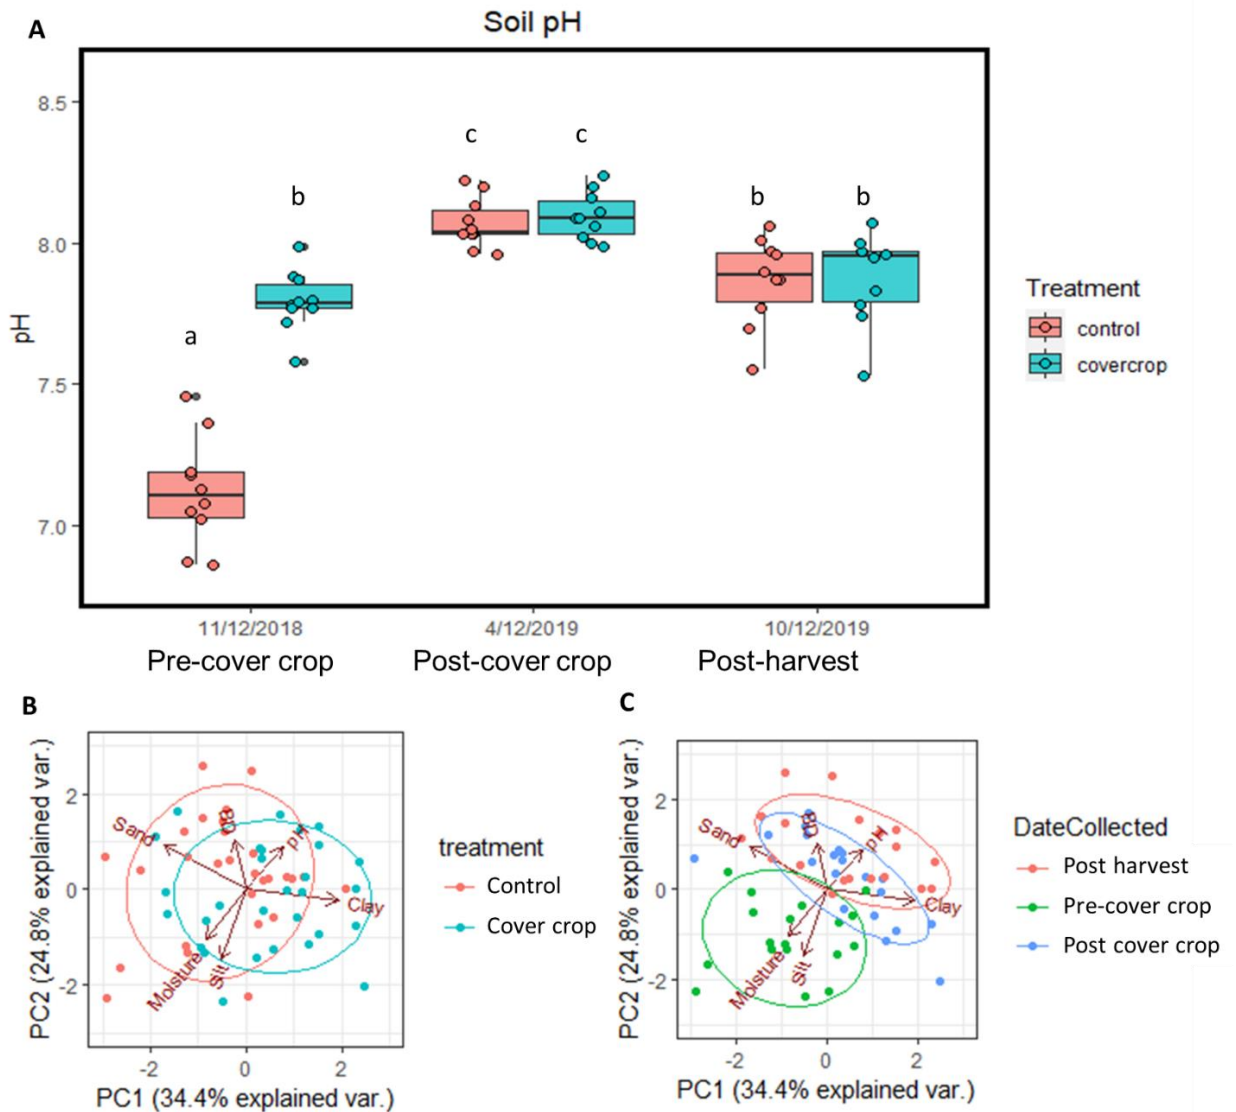 A
Soil pH
8.5
8.0
7.5
7.0
pH
a
b
c
c
b
b
Treatment
control
covercrop
11/12/2018
4/12/2019
10/12/2019
Pre-cover crop
Post-cover crop
Post-harvest
B
PC2 (24.8% explained var.)
2
0
-2
Sand
BD
pH
Clay
Moisture
Silt
-2
0
2
PC1 (34.4% explained var.)
treatment
Control
Cover crop
C
PC2 (24.8% explained var.)
2
0
-2
Sand
BD
pH
Clay
Moisture
Silt
-2
0
2
PC1 (34.4% explained var.)
DateCollected
Post harvest
Pre-cover crop
Post cover crop